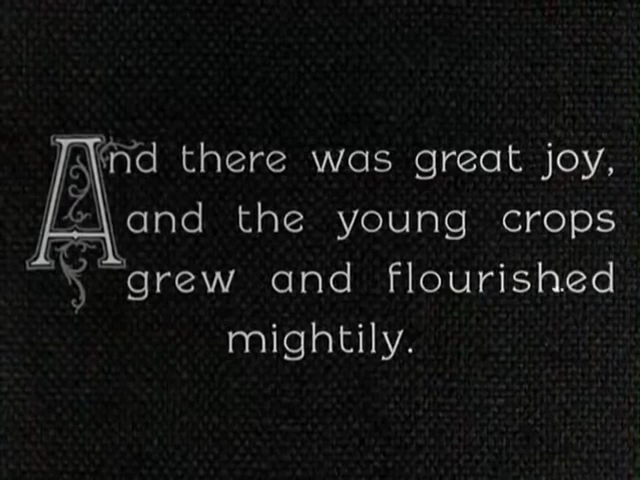 And there was great joy,
and the young crops
grew and flourished
mightily.